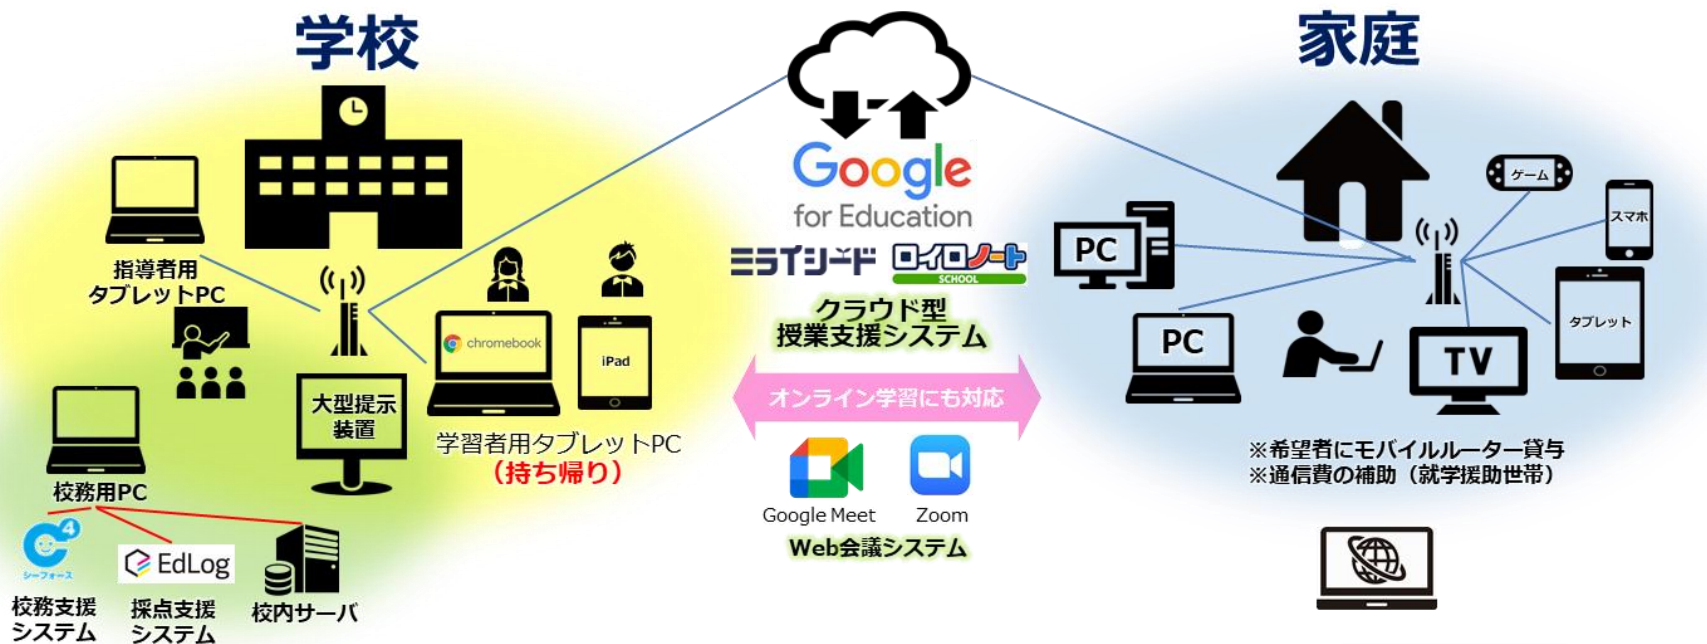 学校
家庭
指導者用
タブレットPC
chromebook
iPad
大型提示
装置
学習者用タブレットPC
（持ち帰り）
校務用PC
C4
シーフォース
校務支援
システム
EdLog
採点支援
システム
校内サーバ
Google
for Education
ミライシード
ロイロノート
SCHOOL
クラウド型
授業支援システム
オンライン学習にも対応
Google Meet
Zoom
Web会議システム
PC
PC
ゲーム
スマホ
タブレット
TV
※希望者にモバイルルーター貸与
※通信費の補助（就学援助世帯）